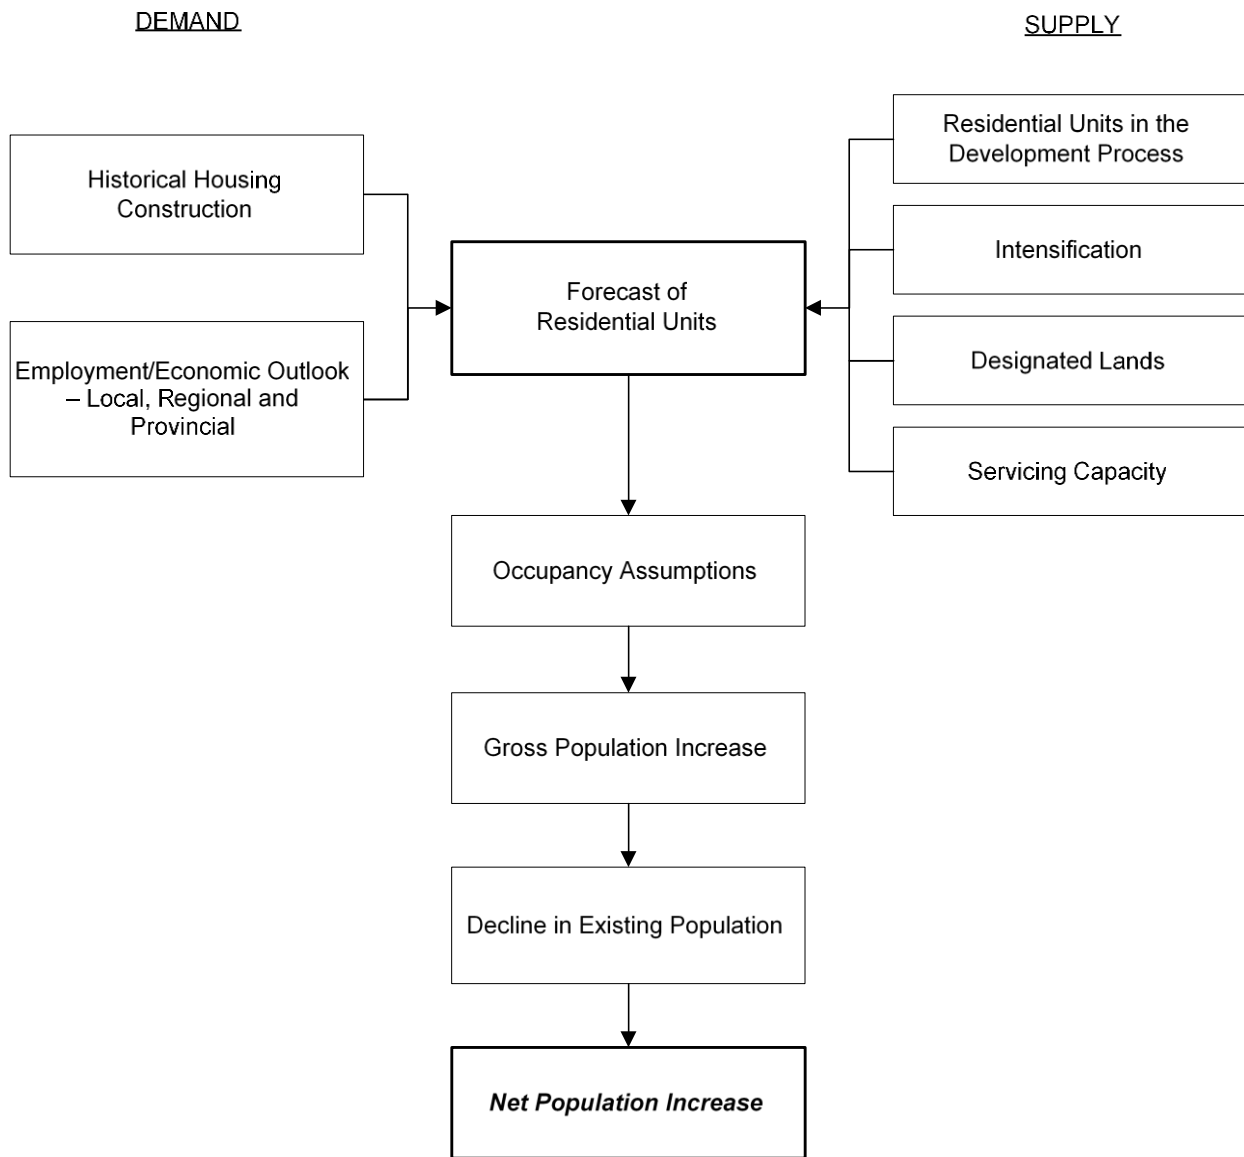 DEMAND
SUPPLY
Historical Housing
Construction
Employment/Economic Outlook
– Local, Regional and
Provincial
Forecast of
Residential Units
Residential Units in the
Development Process
Intensification
Designated Lands
Servicing Capacity
Occupancy Assumptions
Gross Population Increase
Decline in Existing Population
Net Population Increase